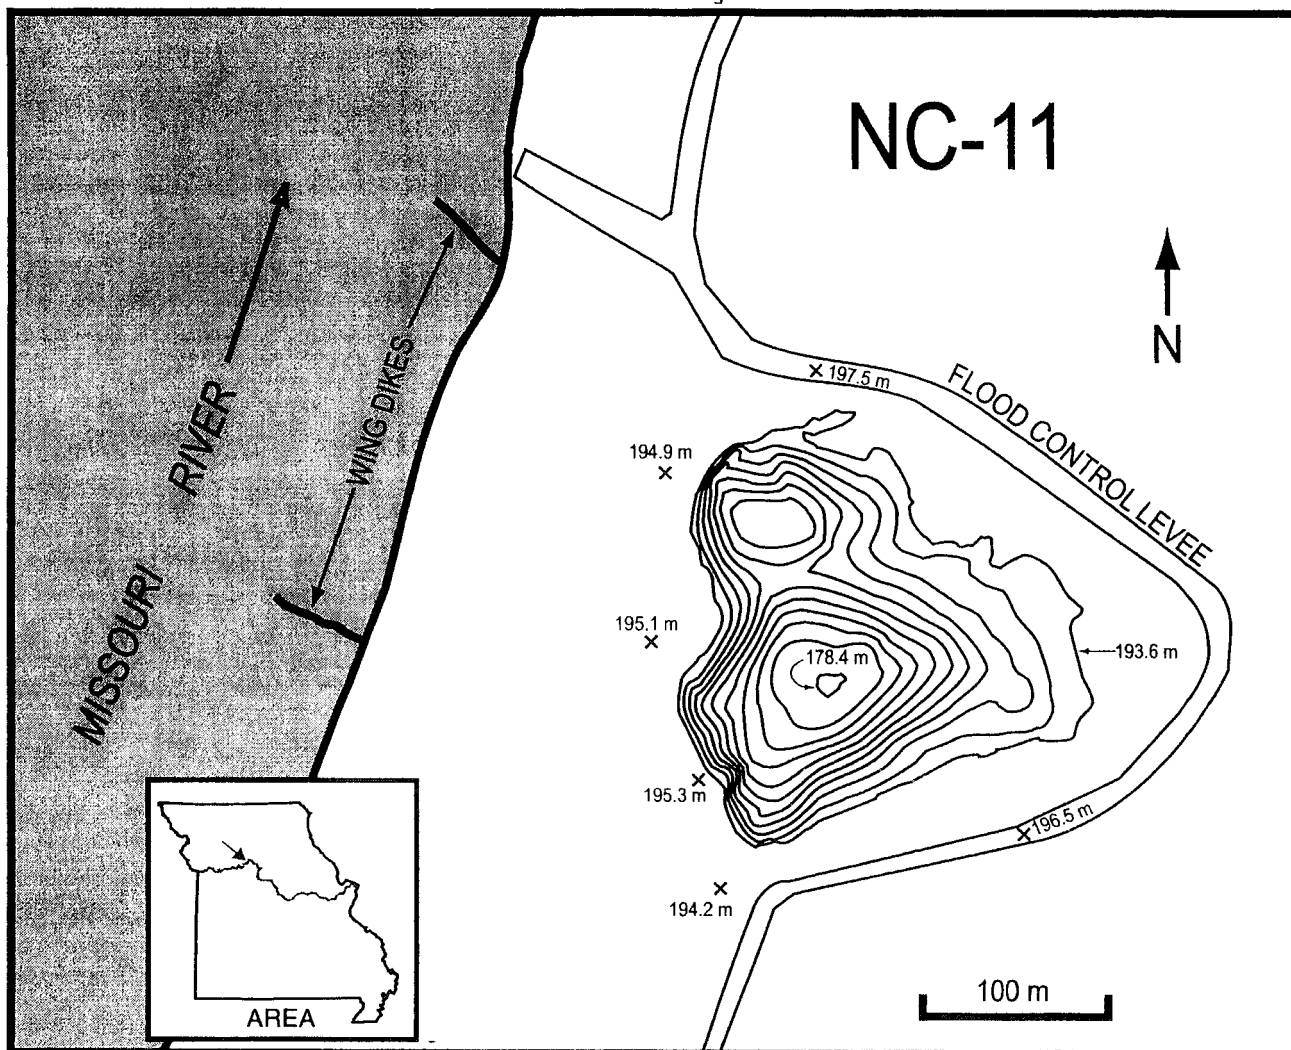 NC-11
N
MISSOURI RIVER
WING DIKES
FLOOD CONTROL LEVEE
197.5 m
194.9 m
195.1 m
193.6 m
178.4 m
195.3 m
196.5 m
194.2 m
100 m
AREA